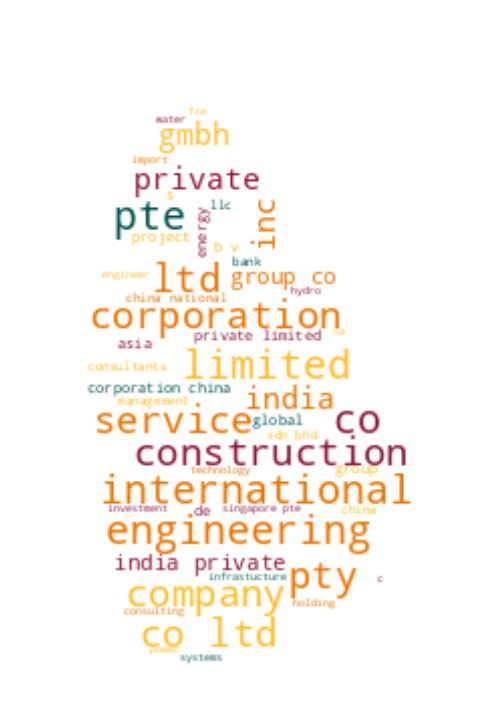 fze
water
gmbh
import
private
s
pte
llc
inc
energy
project
b v
bank
engineer
ltd
group co
hydro
china national
corporation
private limited
asia
limited
consultants
corporation china
india
management
service
global
co
sdn bhd
construction
technology
group
international
investment
de
singapore pte
china
engineering
india private
infrastucture
pty
c
company
holding
consulting
co ltd
power
systems